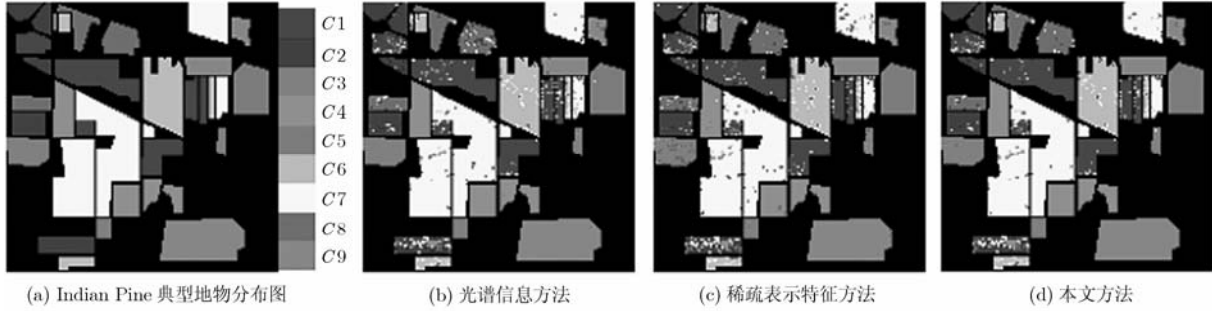 C1
C2
C3
C4
C5
C6
C7
C8
C9
(a) Indian Pine 典型地物分布图
(b) 光谱信息方法
(c) 稀疏表示特征方法
(d) 本文方法